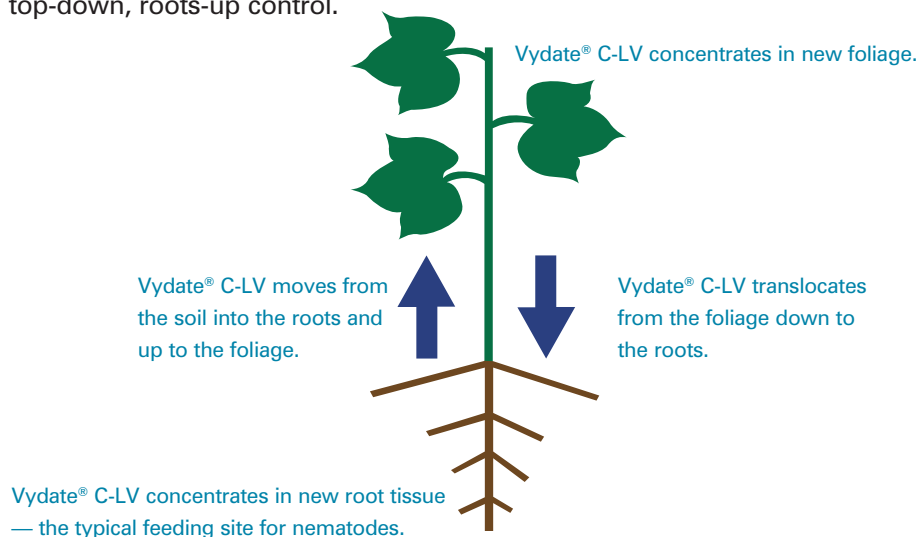 top-down, roots-up control.
Vydate® C-LV concentrates in new foliage.
Vydate® C-LV moves from
the soil into the roots and
up to the foliage.
Vydate® C-LV translocates
from the foliage down to
the roots.
Vydate® C-LV concentrates in new root tissue
— the typical feeding site for nematodes.